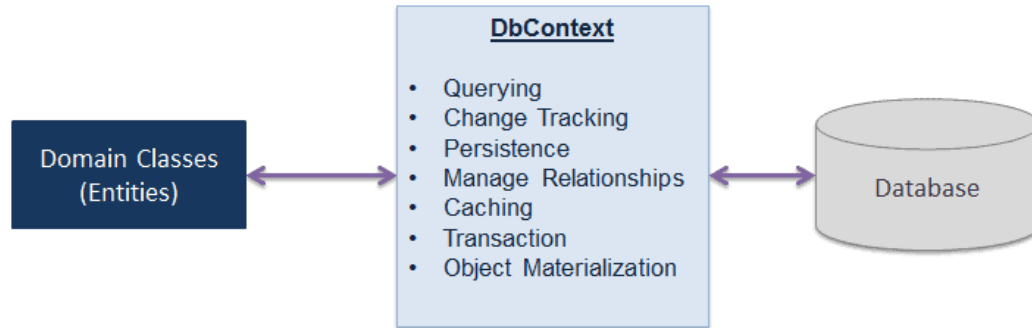 Domain Classes
(Entities)
DbContext
• Querying
• Change Tracking
• Persistence
• Manage Relationships
• Caching
• Transaction
• Object Materialization
Database